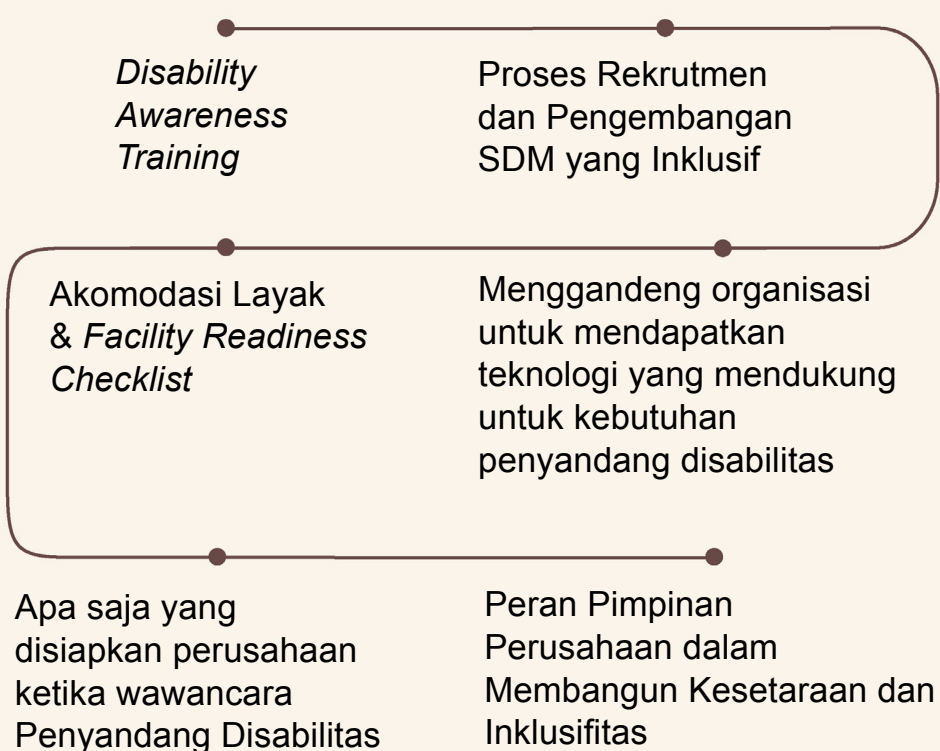 Disability
Awareness
Training
Proses Rekrutmen
dan Pengembangan
SDM yang Inklusif
Akomodasi Layak
& Facility Readiness
Checklist
Menggandeng organisasi
untuk mendapatkan
teknologi yang mendukung
untuk kebutuhan
penyandang disabilitas
Apa saja yang
disiapkan perusahaan
ketika wawancara
Penyandang Disabilitas
Peran Pimpinan
Perusahaan dalam
Membangun Kesetaraan dan
Inklusifitas